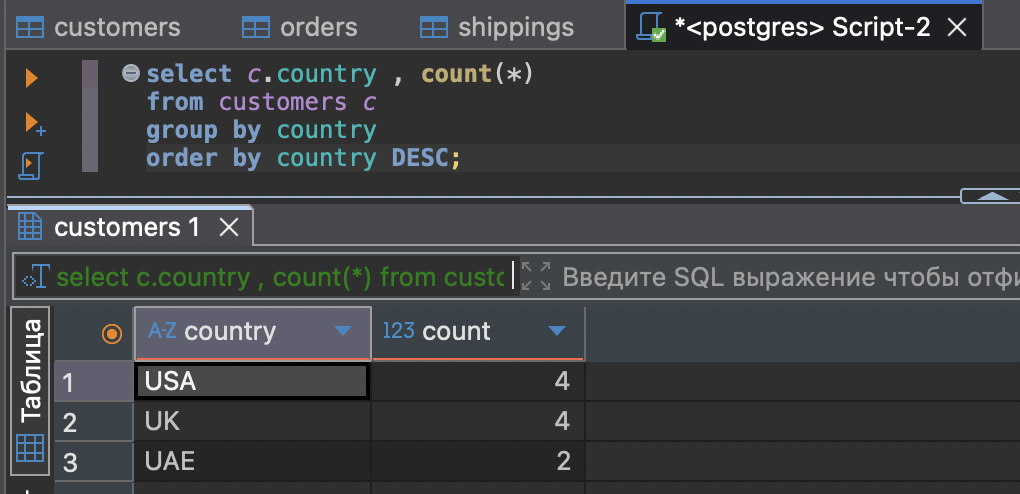 customers orders shippings *<postgres> Script-2
select c.country , count(*)
from customers c
group by country
order by country DESC;
customers 1
select c.country , count(*) from custo Введите SQL выражение чтобы отфи
Таблица
A-Z country 123 count
1 USA 4
2 UK 4
3 UAE 2